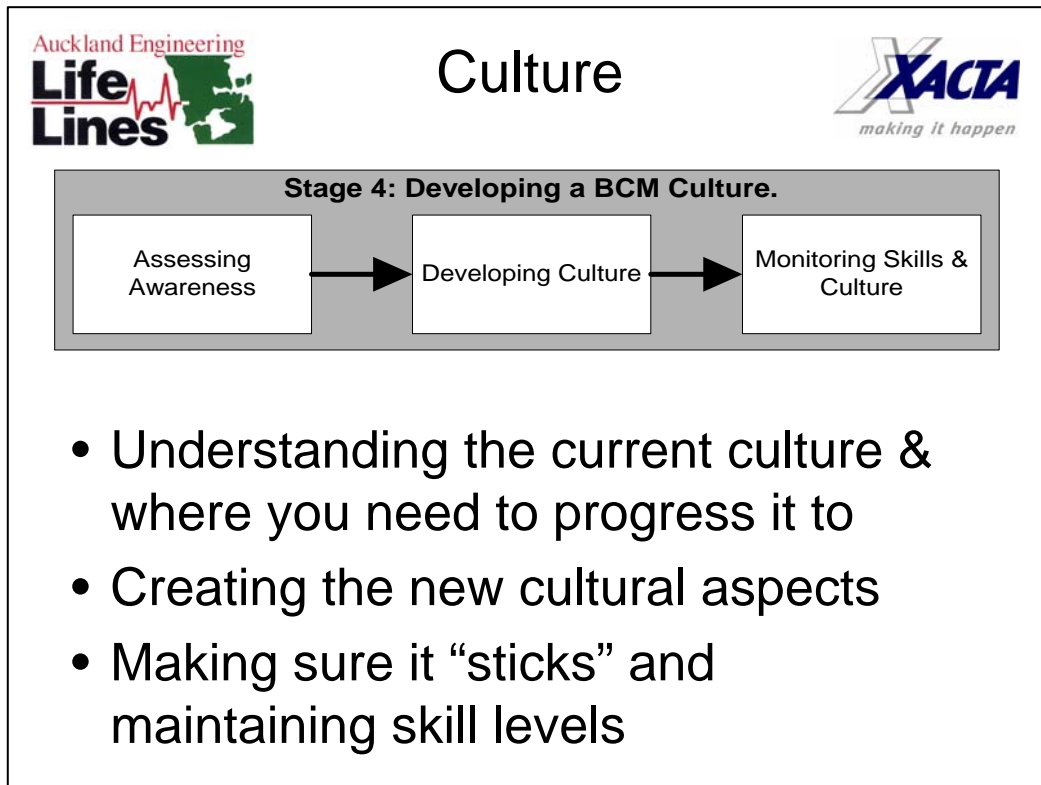 Auckland Engineering
Life
Lines
Culture
XACTA
making it happen
Stage 4: Developing a BCM Culture.
Assessing
Awareness
Developing Culture
Monitoring Skills &
Culture
• Understanding the current culture &
where you need to progress it to
• Creating the new cultural aspects
• Making sure it “sticks” and
maintaining skill levels